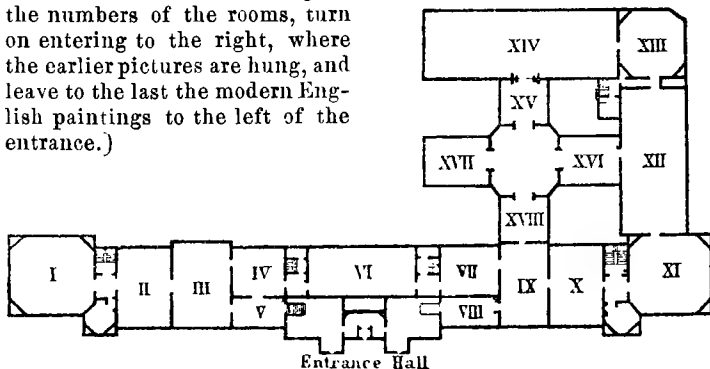 the numbers of the rooms, turn
on entering to the right, where
the earlier pictures are hung, and
leave to the last the modern Eng-
lish paintings to the left of the
entrance.)
XIV
XIII
XV
XVII
XVI
XII
XVIII
I
II
III
IV
V
VI
VII
VIII
IX
X
XI
Entrance Hall